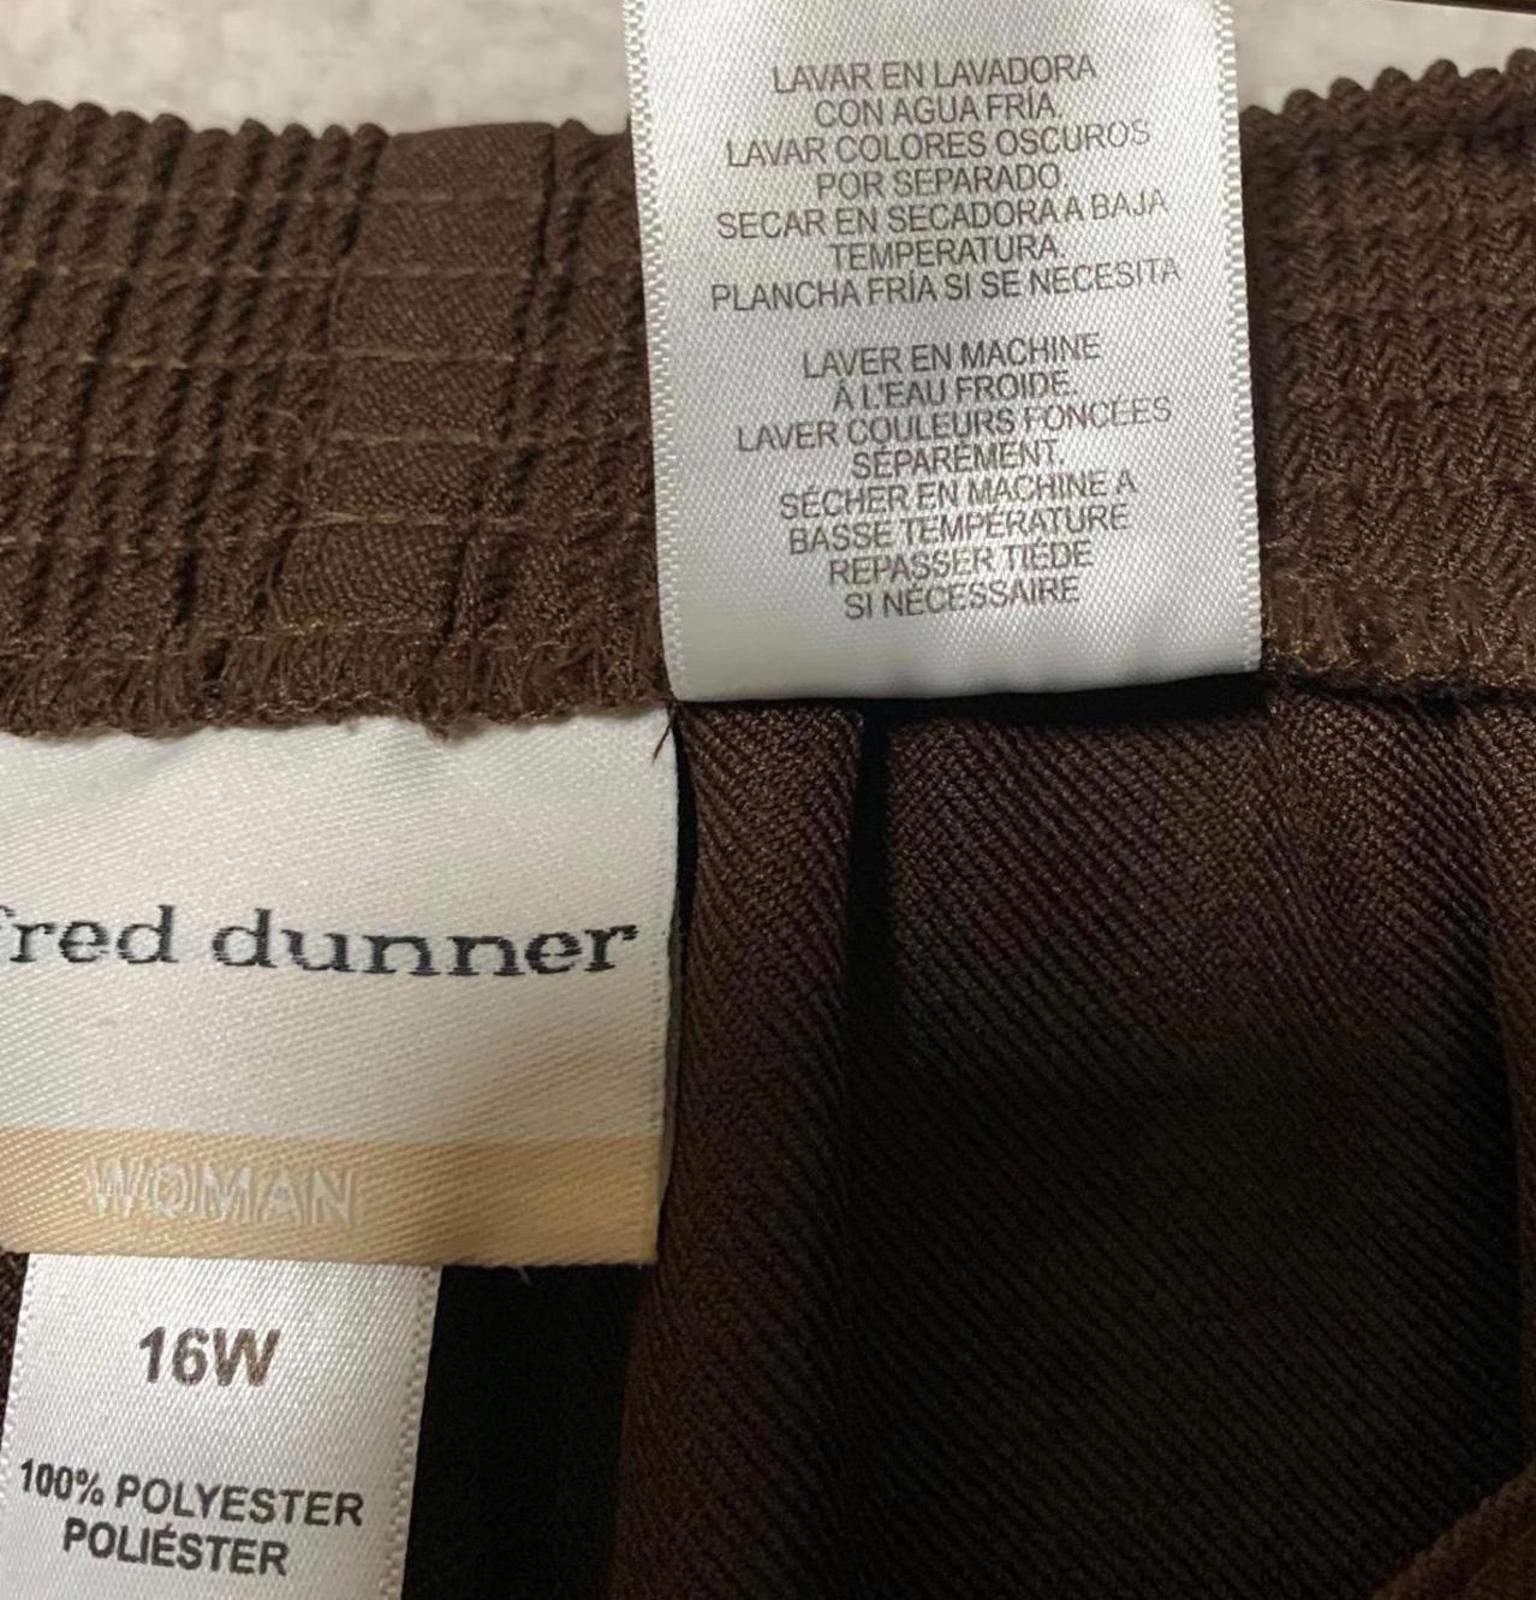 LAVAR EN LAVADORA
CON AGUA FRÍA.
LAVAR COLORES OSCUROS
POR SEPARADO.
SECAR EN SECADORA A BAJA
TEMPERATURA.
PLANCHA FRÍA SI SE NECESITA
LAVER EN MACHINE
À L'EAU FROIDE.
LAVER COULEURS FONCÉES
SÉPARÉMENT.
SÉCHER EN MACHINE A
BASSE TEMPÉRATURE
REPASSER TIÉDE
SI NÉCESSAIRE
fred dunner
WOMAN
16W
100% POLYESTER
POLIÉSTER